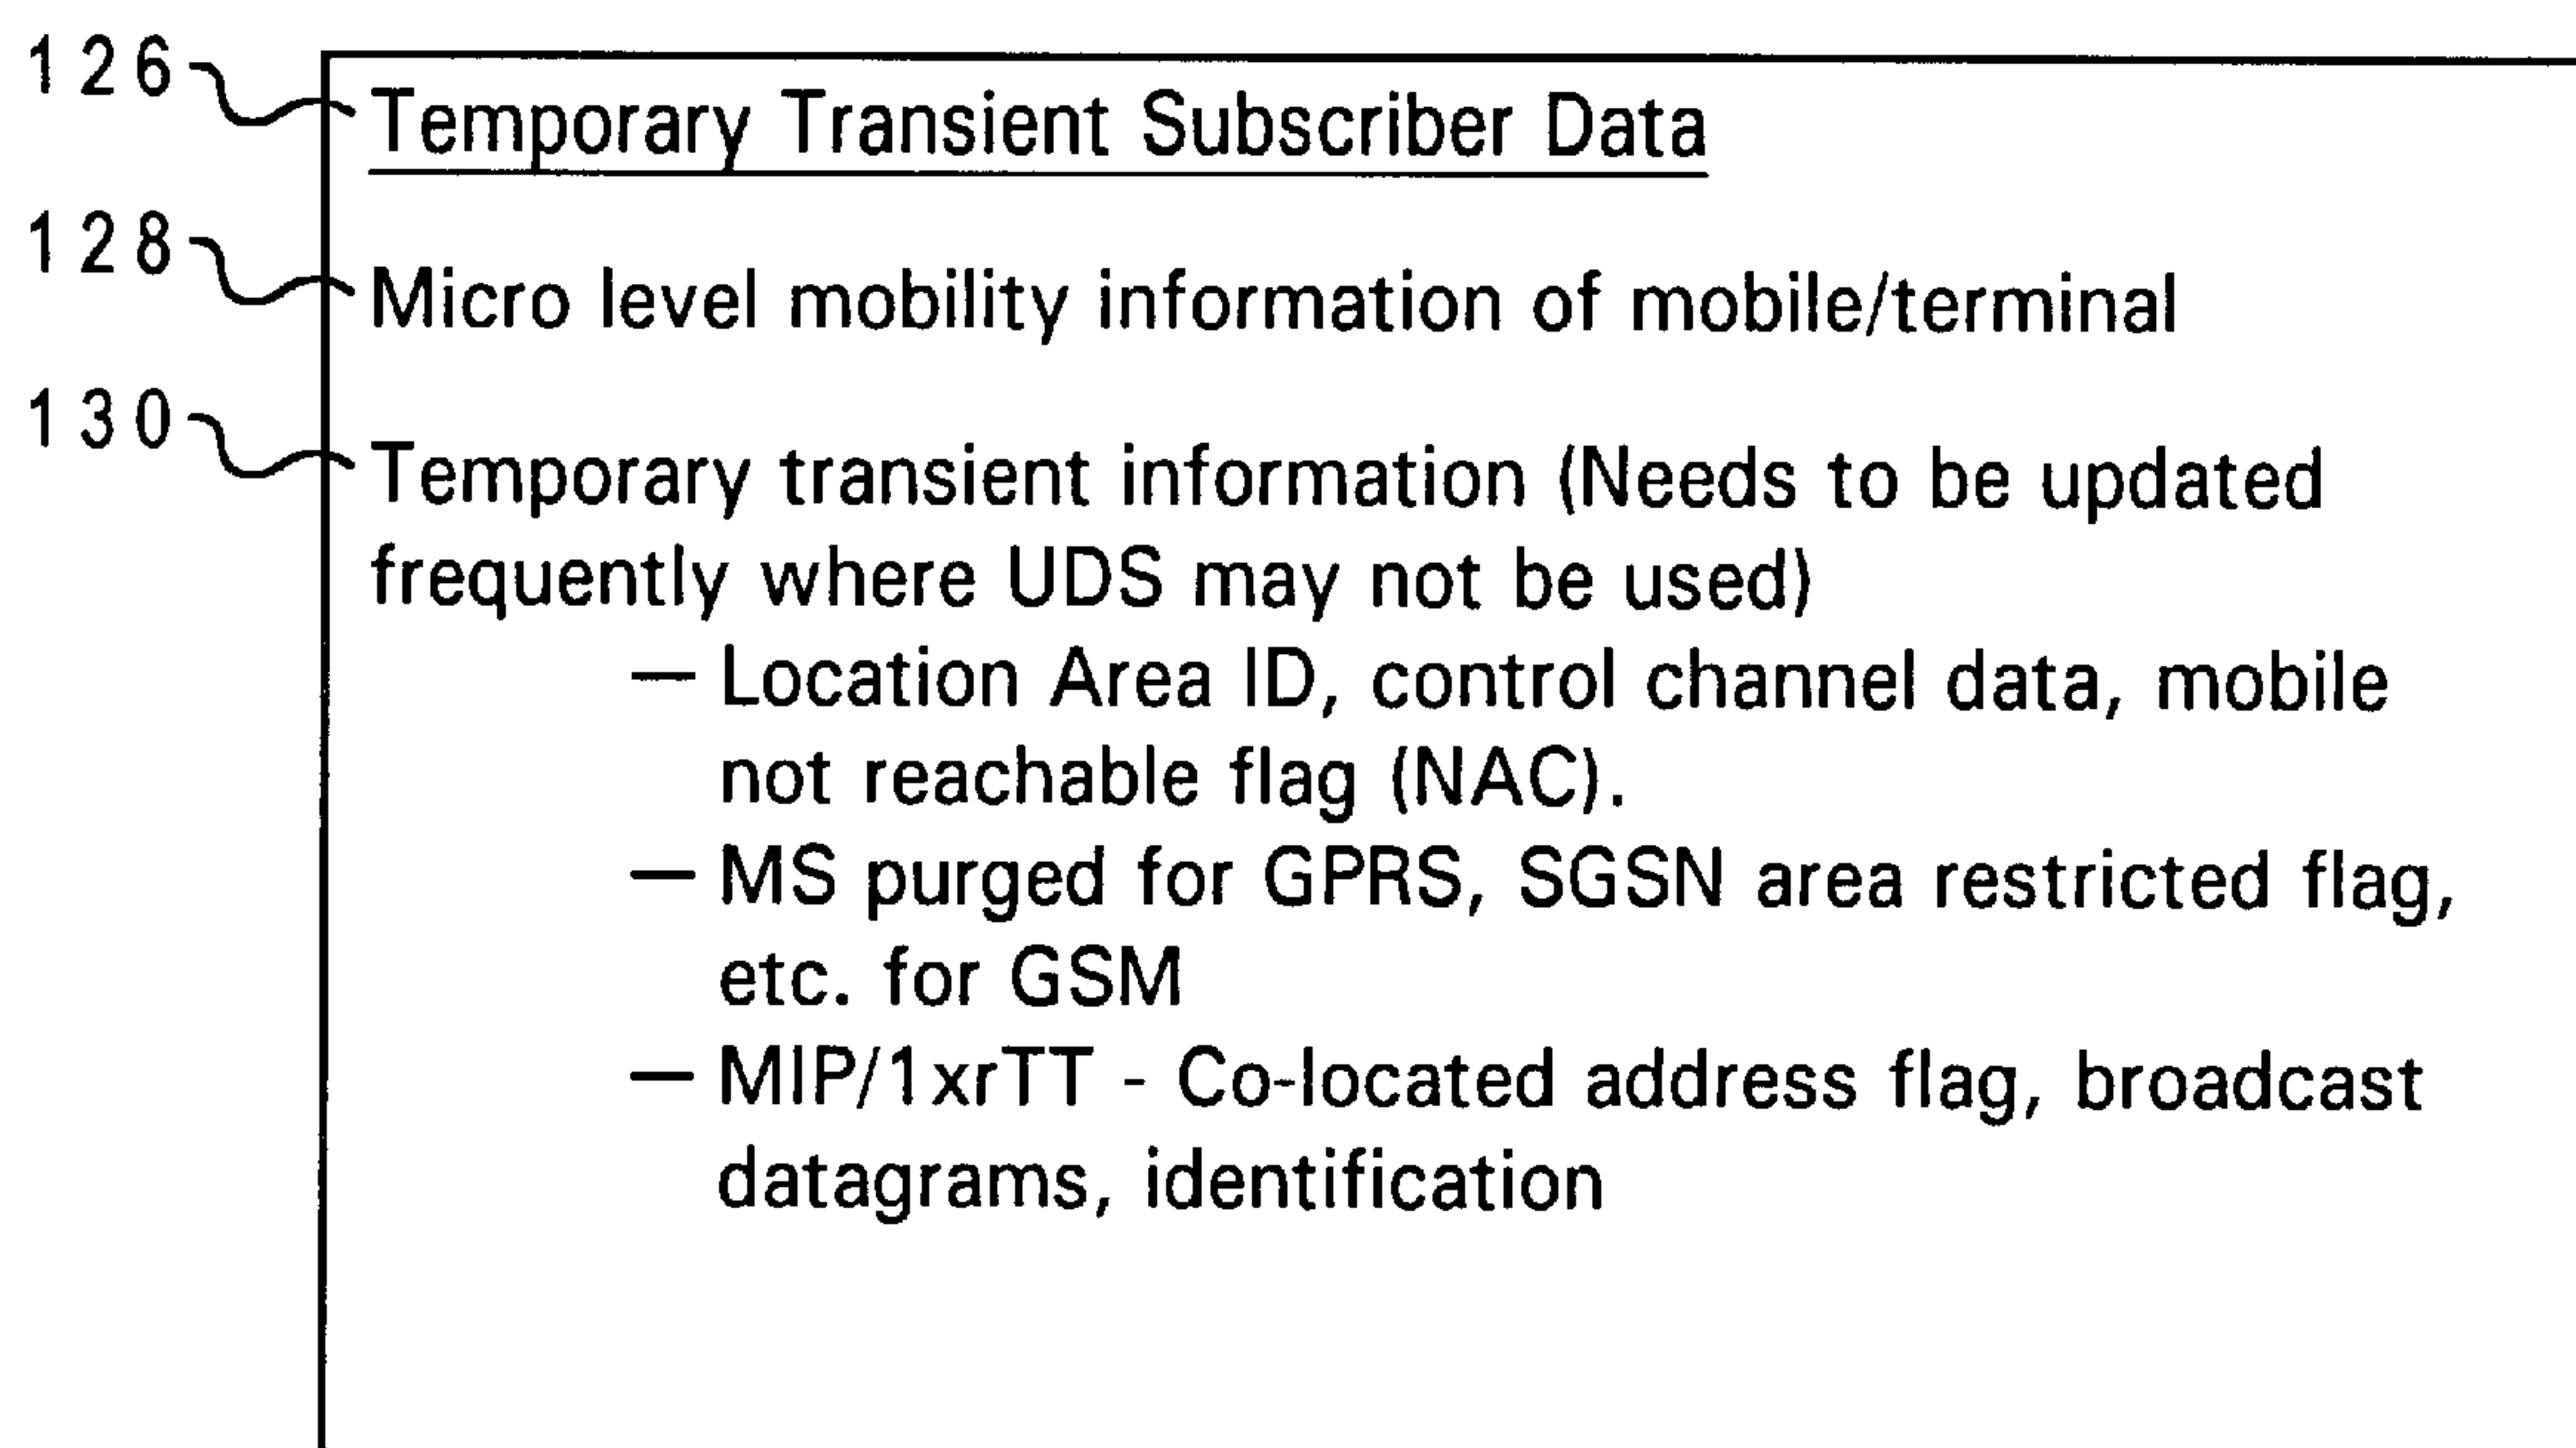 126 Temporary Transient Subscriber Data
128 Micro level mobility information of mobile/terminal
130 Temporary transient information (Needs to be updated
frequently where UDS may not be used)
— Location Area ID, control channel data, mobile
not reachable flag (NAC).
— MS purged for GPRS, SGSN area restricted flag,
etc. for GSM
— MIP/1xrTT - Co-located address flag, broadcast
datagrams, identification